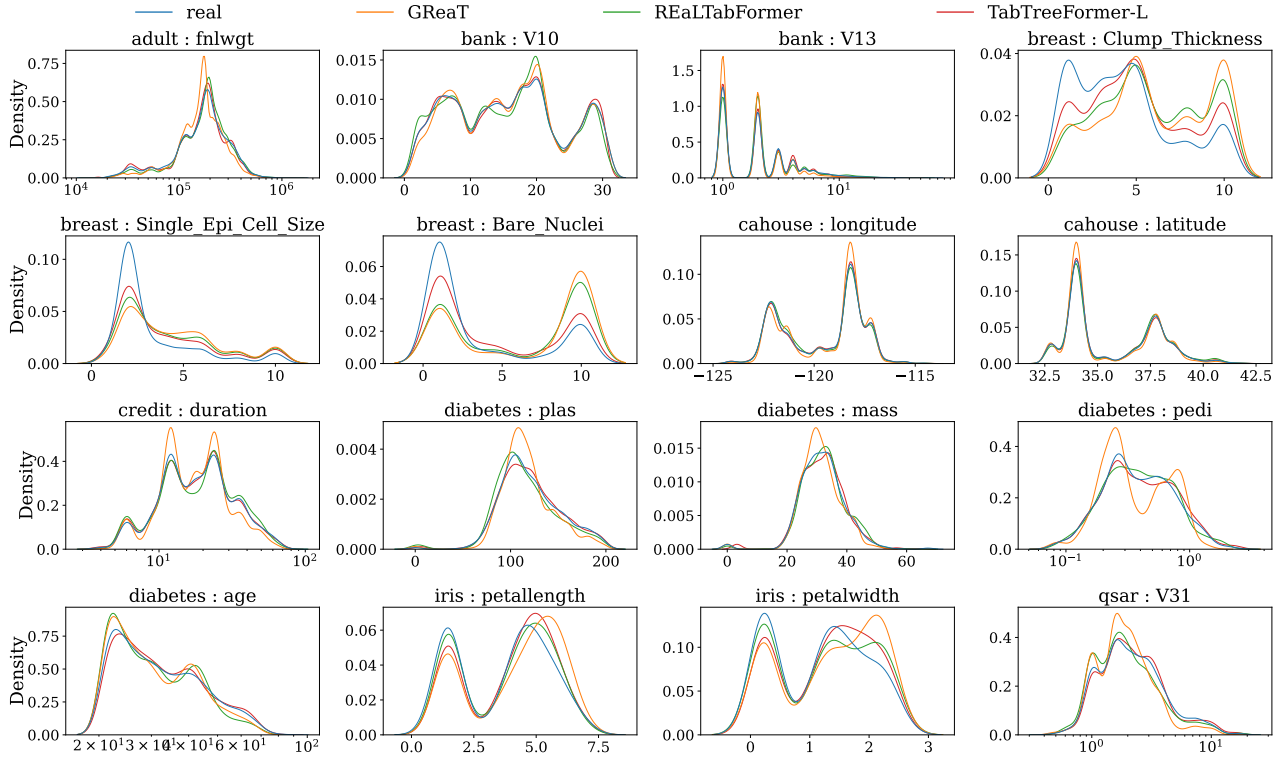 real GReaT REaLTabFormer TabTreeFormer-L
adult : fnlwgt bank : V10 bank : V13 breast : Clump_Thickness
Density
0.75
0.50
0.25
0.00
10⁴ 10⁵ 10⁶
0.015
0.010
0.005
0.000
0 10 20 30
1.5
1.0
0.5
0.0
10⁰ 10¹
0.04
0.02
0.00
0 5 10
breast : Single_Epi_Cell_Size breast : Bare_Nuclei cahouse : longitude cahouse : latitude
Density
0.10
0.05
0.00
0 5 10
0.06
0.04
0.02
0.00
0 5 10
0.10
0.05
0.00
−125 −120 −115
0.15
0.10
0.05
0.00
32.5 35.0 37.5 40.0 42.5
credit : duration diabetes : plas diabetes : mass diabetes : pedi
Density
0.4
0.2
0.0
10¹ 10²
0.004
0.002
0.000
0 100 200
0.015
0.010
0.005
0.000
0 20 40 60
0.4
0.2
0.0
10⁻¹ 10⁰
diabetes : age iris : petallength iris : petalwidth qsar : V31
Density
0.75
0.50
0.25
0.00
2 × 10¹ 3 × 10¹ 4 × 10¹ 6 × 10¹ 10²
0.06
0.04
0.02
0.00
0.0 2.5 5.0 7.5
0.10
0.05
0.00
0 1 2 3
0.4
0.2
0.0
10⁰ 10¹